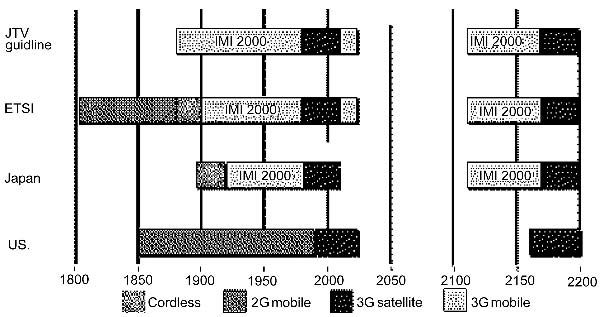 JTV
guidline
IMI 2000
IMI 2000
ETSI
IMI 2000
IMI 2000
Japan
IMI 2000
IMI 2000
US.
1800 1850 1900 1950 2000 2050 2100 2150 2200
Cordless 2G mobile 3G satellite 3G mobile